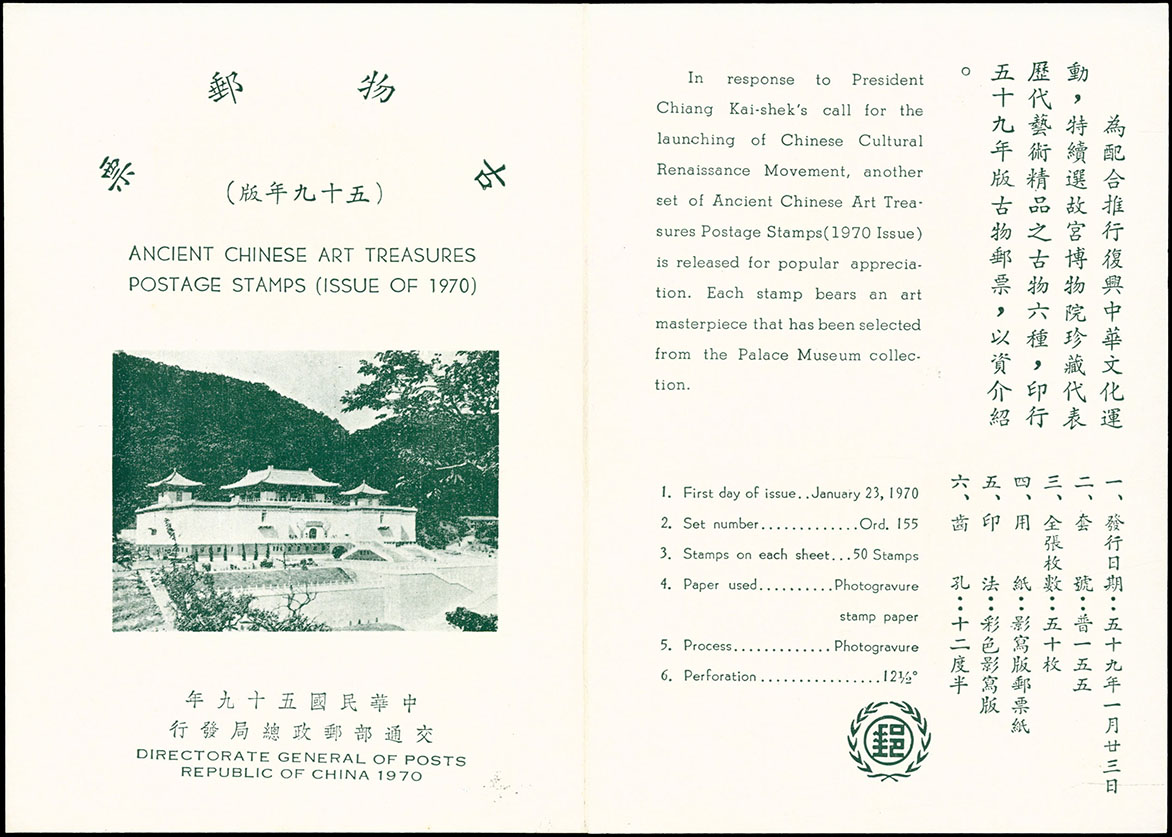 古物郵票
(五十九年版)
ANCIENT CHINESE ART TREASURES
POSTAGE STAMPS (ISSUE OF 1970)
中華民國五十九年
交通部郵政總局發行
DIRECTORATE GENERAL OF POSTS
REPUBLIC OF CHINA 1970
In response to President
Chiang Kai-shek's call for the
launching of Chinese Cultural
Renaissance Movement, another
set of Ancient Chinese Art Trea-
sures Postage Stamps(1970 Issue)
is released for popular apprecia-
tion. Each stamp bears an art
masterpiece that has been selected
from the Palace Museum collec-
tion.
1. First day of issue..January 23, 1970
2. Set number.............Ord. 155
3. Stamps on each sheet...50 Stamps
4. Paper used..........Photogravure
stamp paper
5. Process.............Photogravure
6. Perforation ................12½°
為配合推行復興中華文化運
動，特續選故宮博物院珍藏代表
歷代藝術精品之古物六種，印行
五十九年版古物郵票，以資介紹
。
一、發行日期：五十九年一月廿三日
二、套號：普一五五
三、全張枚數：五十枚
四、用紙：影寫版郵票紙
五、印法：彩色影寫版
六、齒孔：十二度半
郵